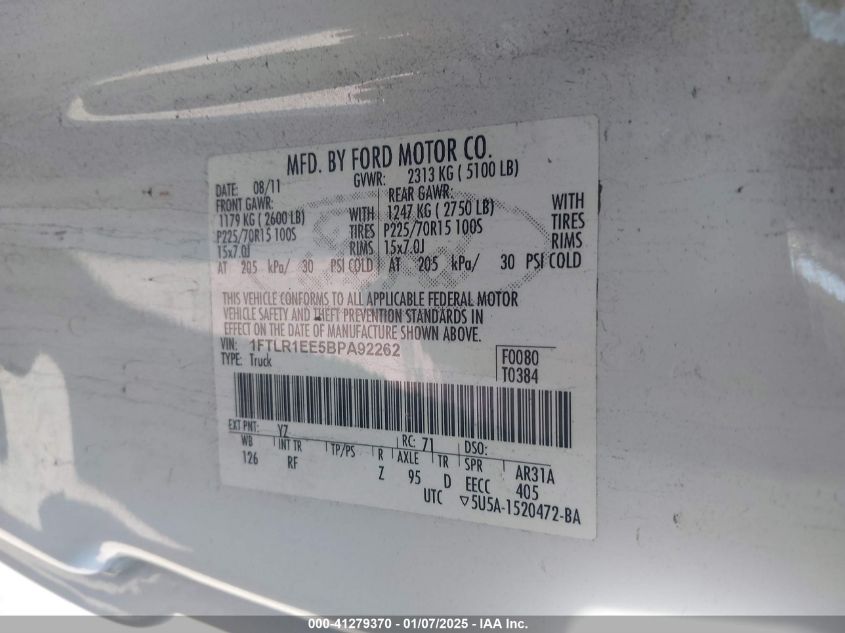 MFD. BY FORD MOTOR CO.
DATE: 08/11 GVWR: 2313 KG ( 5100 LB)
FRONT GAWR: REAR GAWR:
1179 KG ( 2600 LB) WITH 1247 KG ( 2750 LB) WITH
P225/70R15 100S TIRES P225/70R15 100S TIRES
15x7.0J RIMS 15x7.0J RIMS
AT 205 kPa/ 30 PSI COLD AT 205 kPa/ 30 PSI COLD
THIS VEHICLE CONFORMS TO ALL APPLICABLE FEDERAL MOTOR
VEHICLE SAFETY AND THEFT PREVENTION STANDARDS IN
EFFECT ON THE DATE OF MANUFACTURE SHOWN ABOVE.
VIN: 1FTLR1EE5BPA92262 F0080
TYPE: Truck T0384
EXT PNT: YZ RC: 71 DSO:
WB INT TR TP/PS R AXLE TR SPR AR31A
126 RF Z 95 D EECC 405
UTC ▽5U5A-1520472-BA
000-41279370 - 01/07/2025 - IAA Inc.